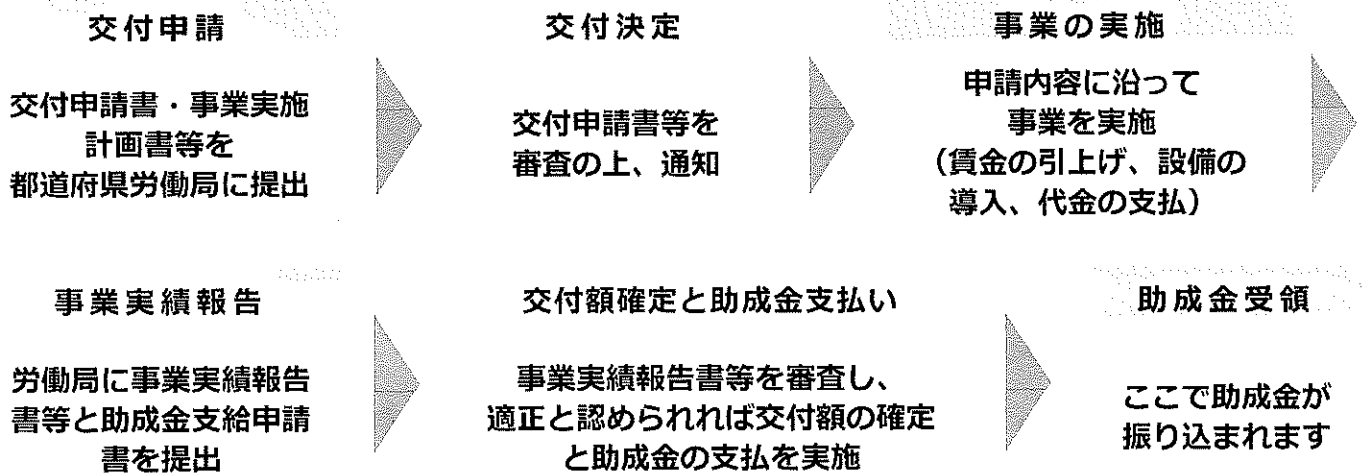 交付申請
交付申請書・事業実施
計画書等を
都道府県労働局に提出
交付決定
交付申請書等を
審査の上、通知
事業の実施
申請内容に沿って
事業を実施
（賃金の引上げ、設備の
導入、代金の支払）
事業実績報告
労働局に事業実績報告
書等と助成金支給申請
書を提出
交付額確定と助成金支払い
事業実績報告書等を審査し、
適正と認められれば交付額の確定
と助成金の支払を実施
助成金受領
ここで助成金が
振り込まれます